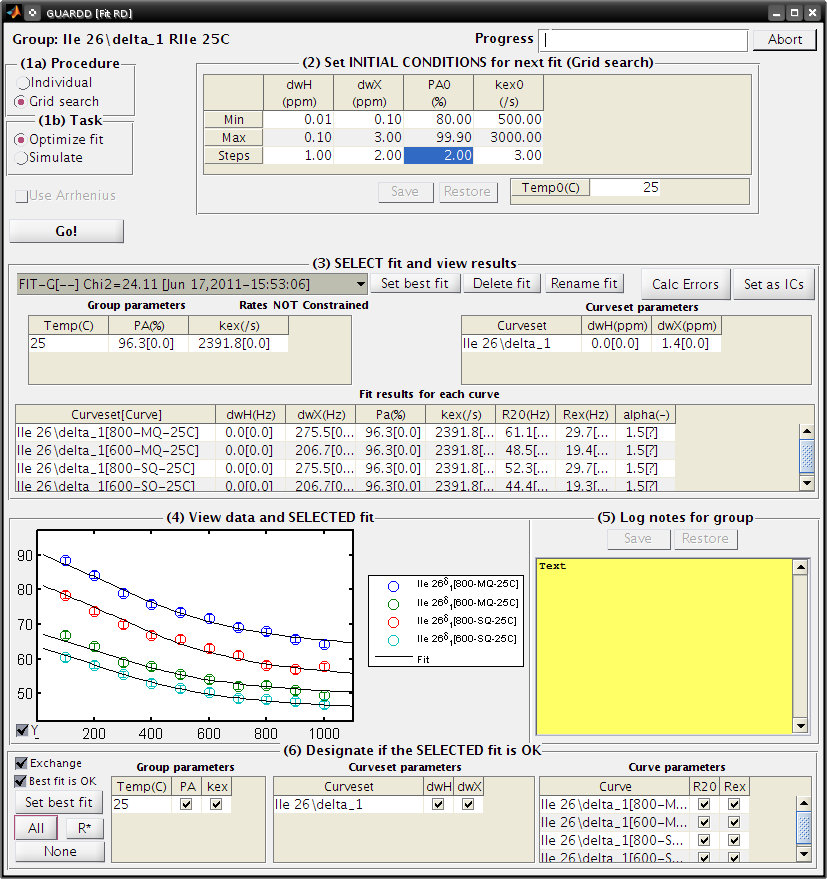 GUARDD [Fit RD]
Group: Ile 26\delta_1 RIle 25C
Progress
Abort
(1a) Procedure
Individual
Grid search
(1b) Task
Optimize fit
Simulate
Use Arrhenius
Go!
(2) Set INITIAL CONDITIONS for next fit (Grid search)
dwH (ppm) dwX (ppm) PA0 (%) kex0 (/s)
Min 0.01 0.10 80.00 500.00
Max 0.10 3.00 99.90 3000.00
Steps 1.00 2.00 2.00 3.00
Save Restore Temp0(C) 25
(3) SELECT fit and view results
FIT-G[--] Chi2=24.11 [Jun 17,2011-15:53:06] Set best fit Delete fit Rename fit Calc Errors Set as ICs
Group parameters Rates NOT Constrained
Temp(C) PA(%) kex(/s)
25 96.3[0.0] 2391.8[0.0]
Curveset parameters
Curveset dwH(ppm) dwX(ppm)
Ile 26\delta_1 0.0[0.0] 1.4[0.0]
Fit results for each curve
Curveset[Curve] dwH(Hz) dwX(Hz) Pa(%) kex(/s) R20(Hz) Rex(Hz) alpha(-)
Ile 26\delta_1[800-MQ-25C] 0.0[0.0] 275.5[0... 96.3[0.0] 2391.8[... 61.1[... 29.7[... 1.5[?]
Ile 26\delta_1[600-MQ-25C] 0.0[0.0] 206.7[0... 96.3[0.0] 2391.8[... 48.5[... 19.4[... 1.5[?]
Ile 26\delta_1[800-SQ-25C] 0.0[0.0] 275.5[0... 96.3[0.0] 2391.8[... 52.3[... 29.7[... 1.5[?]
Ile 26\delta_1[600-SQ-25C] 0.0[0.0] 206.7[0... 96.3[0.0] 2391.8[... 44.4[... 19.3[... 1.5[?]
(4) View data and SELECTED fit
90
80
70
60
50
200 400 600 800 1000
Y
Ile 26δ1[800-MQ-25C]
Ile 26δ1[600-MQ-25C]
Ile 26δ1[800-SQ-25C]
Ile 26δ1[600-SQ-25C]
Fit
(5) Log notes for group
Save Restore
Text
(6) Designate if the SELECTED fit is OK
Exchange
Best fit is OK
Set best fit
All R*
None
Group parameters
Temp(C) PA kex
25
Curveset parameters
Curveset dwH dwX
Ile 26\delta_1
Curve parameters
Curve R20 Rex
Ile 26\delta_1[800-M...
Ile 26\delta_1[600-M...
Ile 26\delta_1[800-S...
Ile 26\delta_1[600-S...